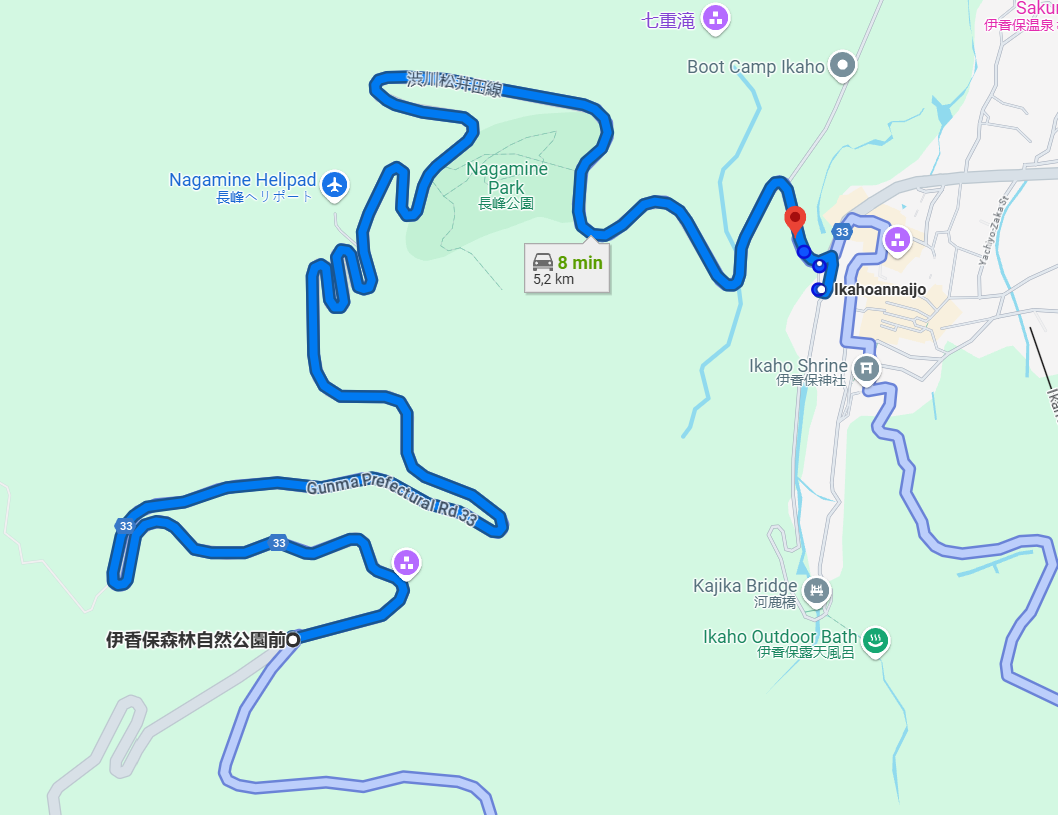 七重滝
Sakur
伊香保温泉
Boot Camp Ikaho
渋川松井田線
Nagamine Helipad
長峰ヘリポート
Nagamine
Park
長峰公園
Yachiyo-Zaka St
33
8 min
5,2 km
Ikahoannaijo
Ikaho Shrine
伊香保神社
Ikah
Gunma Prefectural Rd 33
33
33
Kajika Bridge
河鹿橋
伊香保森林自然公園前
Ikaho Outdoor Bath
伊香保露天風呂